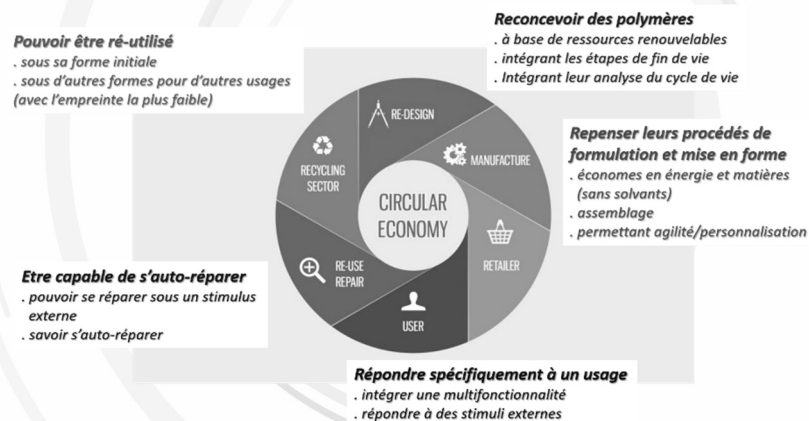 Reconcevoir des polymères
. à base de ressources renouvelables
. intégrant les étapes de fin de vie
. Intégrant leur analyse du cycle de vie
Pouvoir être ré-utilisé
. sous sa forme initiale
. sous d'autres formes pour d'autres usages
(avec l'empreinte la plus faible)
Repenser leurs procédés de
formulation et mise en forme
. économes en énergie et matières
(sans solvants)
. assemblage
. permettant agilité/personnalisation
RE-DESIGN
MANUFACTURE
RECYCLING
SECTOR
CIRCULAR
ECONOMY
RETAILER
RE-USE
REPAIR
USER
Etre capable de s'auto-réparer
. pouvoir se réparer sous un stimulus
externe
. savoir s'auto-réparer
Répondre spécifiquement à un usage
. intégrer une multifonctionnalité
. répondre à des stimuli externes